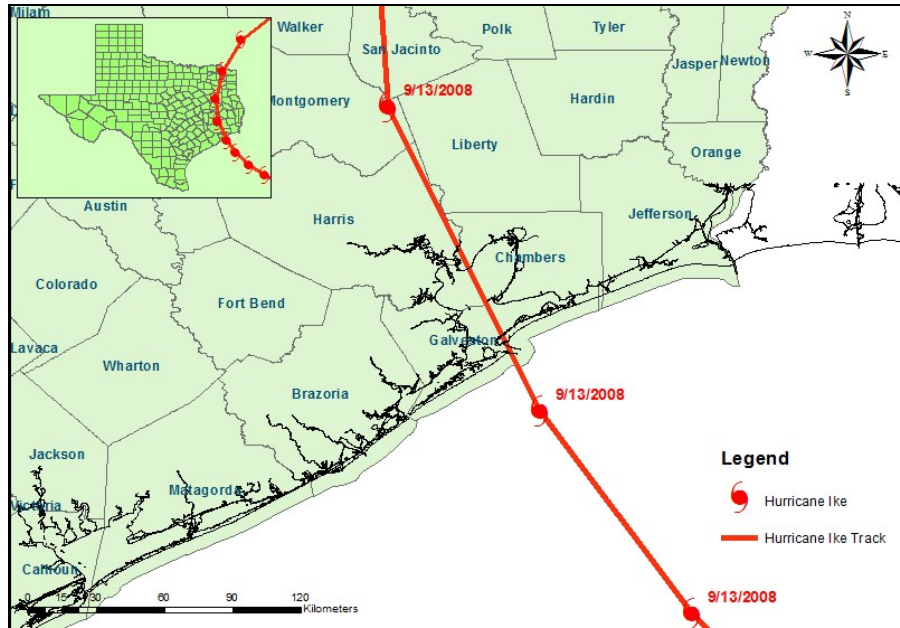 Milam
Walker
Polk
Tyler
San Jacinto
Jasper
Newton
N
W
E
S
9/13/2008
Montgomery
Hardin
Liberty
Orange
Austin
Harris
Jefferson
Chambers
Colorado
Fort Bend
Galveston
Lavaca
Wharton
Brazoria
9/13/2008
Jackson
Legend
Matagorda
Victoria
Hurricane Ike
Hurricane Ike Track
Calhoun
0 15 30 60 90 120
Kilometers
9/13/2008